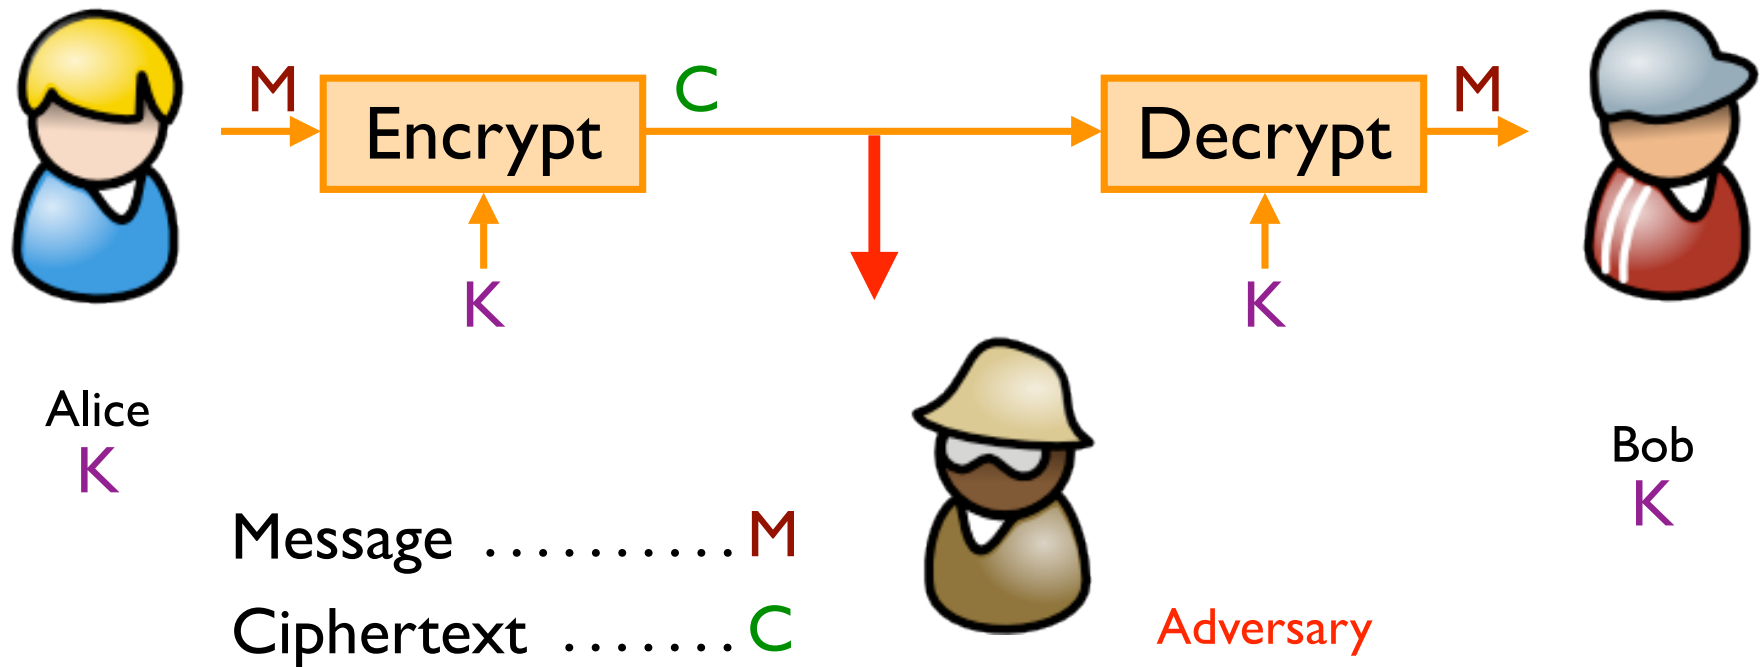 M Encrypt C Decrypt M
K K
Alice
K
Bob
K
Message .......... M
Ciphertext ....... C
Adversary